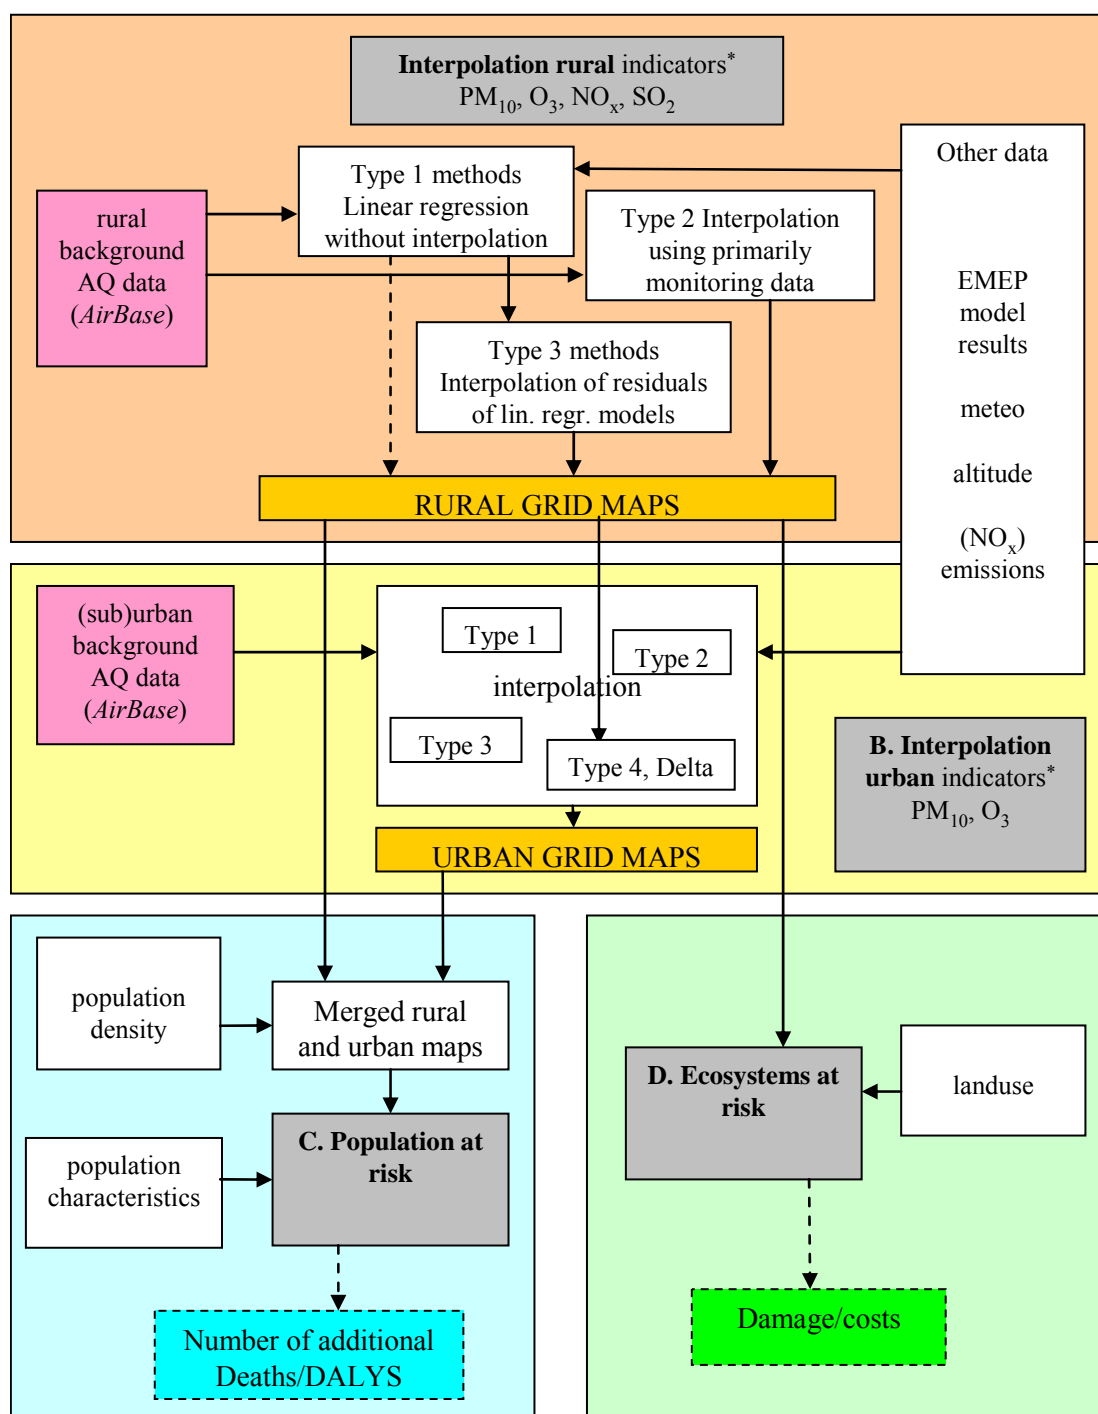 Interpolation rural indicators*
PM10, O3, NOx, SO2
Other data
EMEP
model
results
meteo
altitude
(NOx)
emissions
rural
background
AQ data
(AirBase)
Type 1 methods
Linear regression
without interpolation
Type 2 Interpolation
using primarily
monitoring data
Type 3 methods
Interpolation of residuals
of lin. regr. models
RURAL GRID MAPS
(sub)urban
background
AQ data
(AirBase)
Type 1
Type 2
interpolation
Type 3
Type 4, Delta
B. Interpolation
urban indicators*
PM10, O3
URBAN GRID MAPS
population
density
Merged rural
and urban maps
population
characteristics
C. Population at
risk
Number of additional
Deaths/DALYS
D. Ecosystems at
risk
landuse
Damage/costs